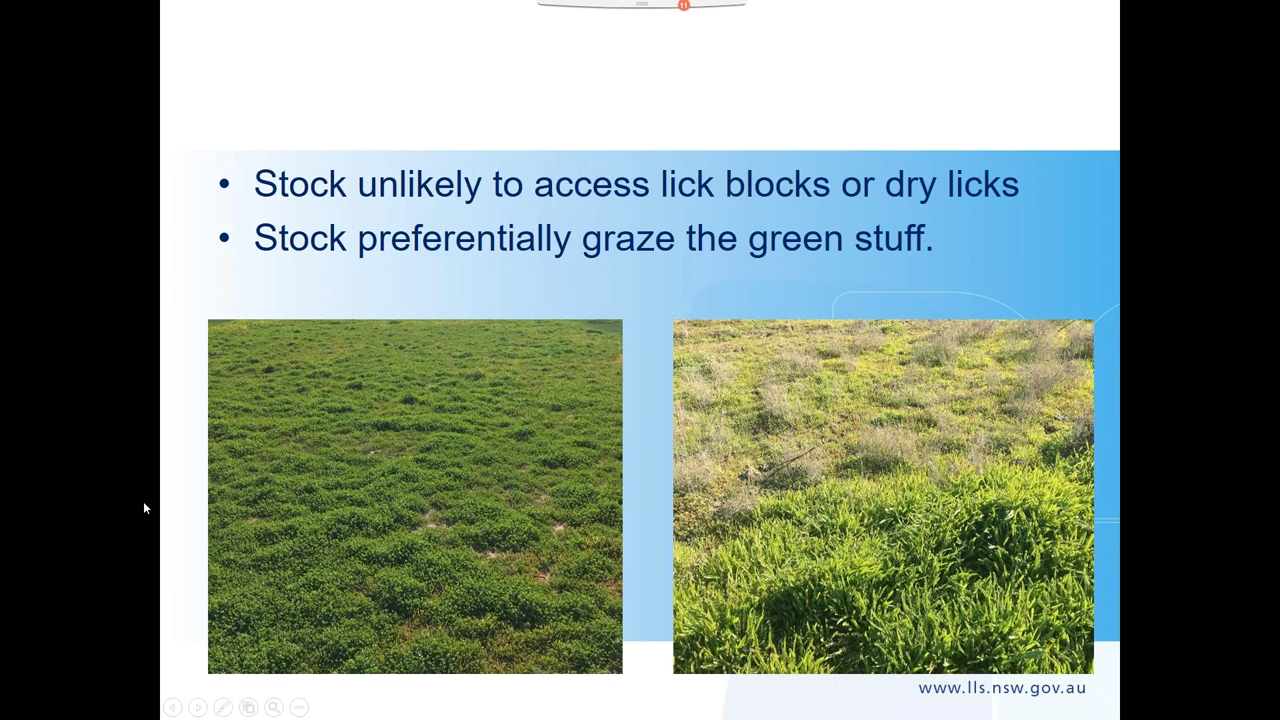 11
• Stock unlikely to access lick blocks or dry licks
• Stock preferentially graze the green stuff.
www.lls.nsw.gov.au